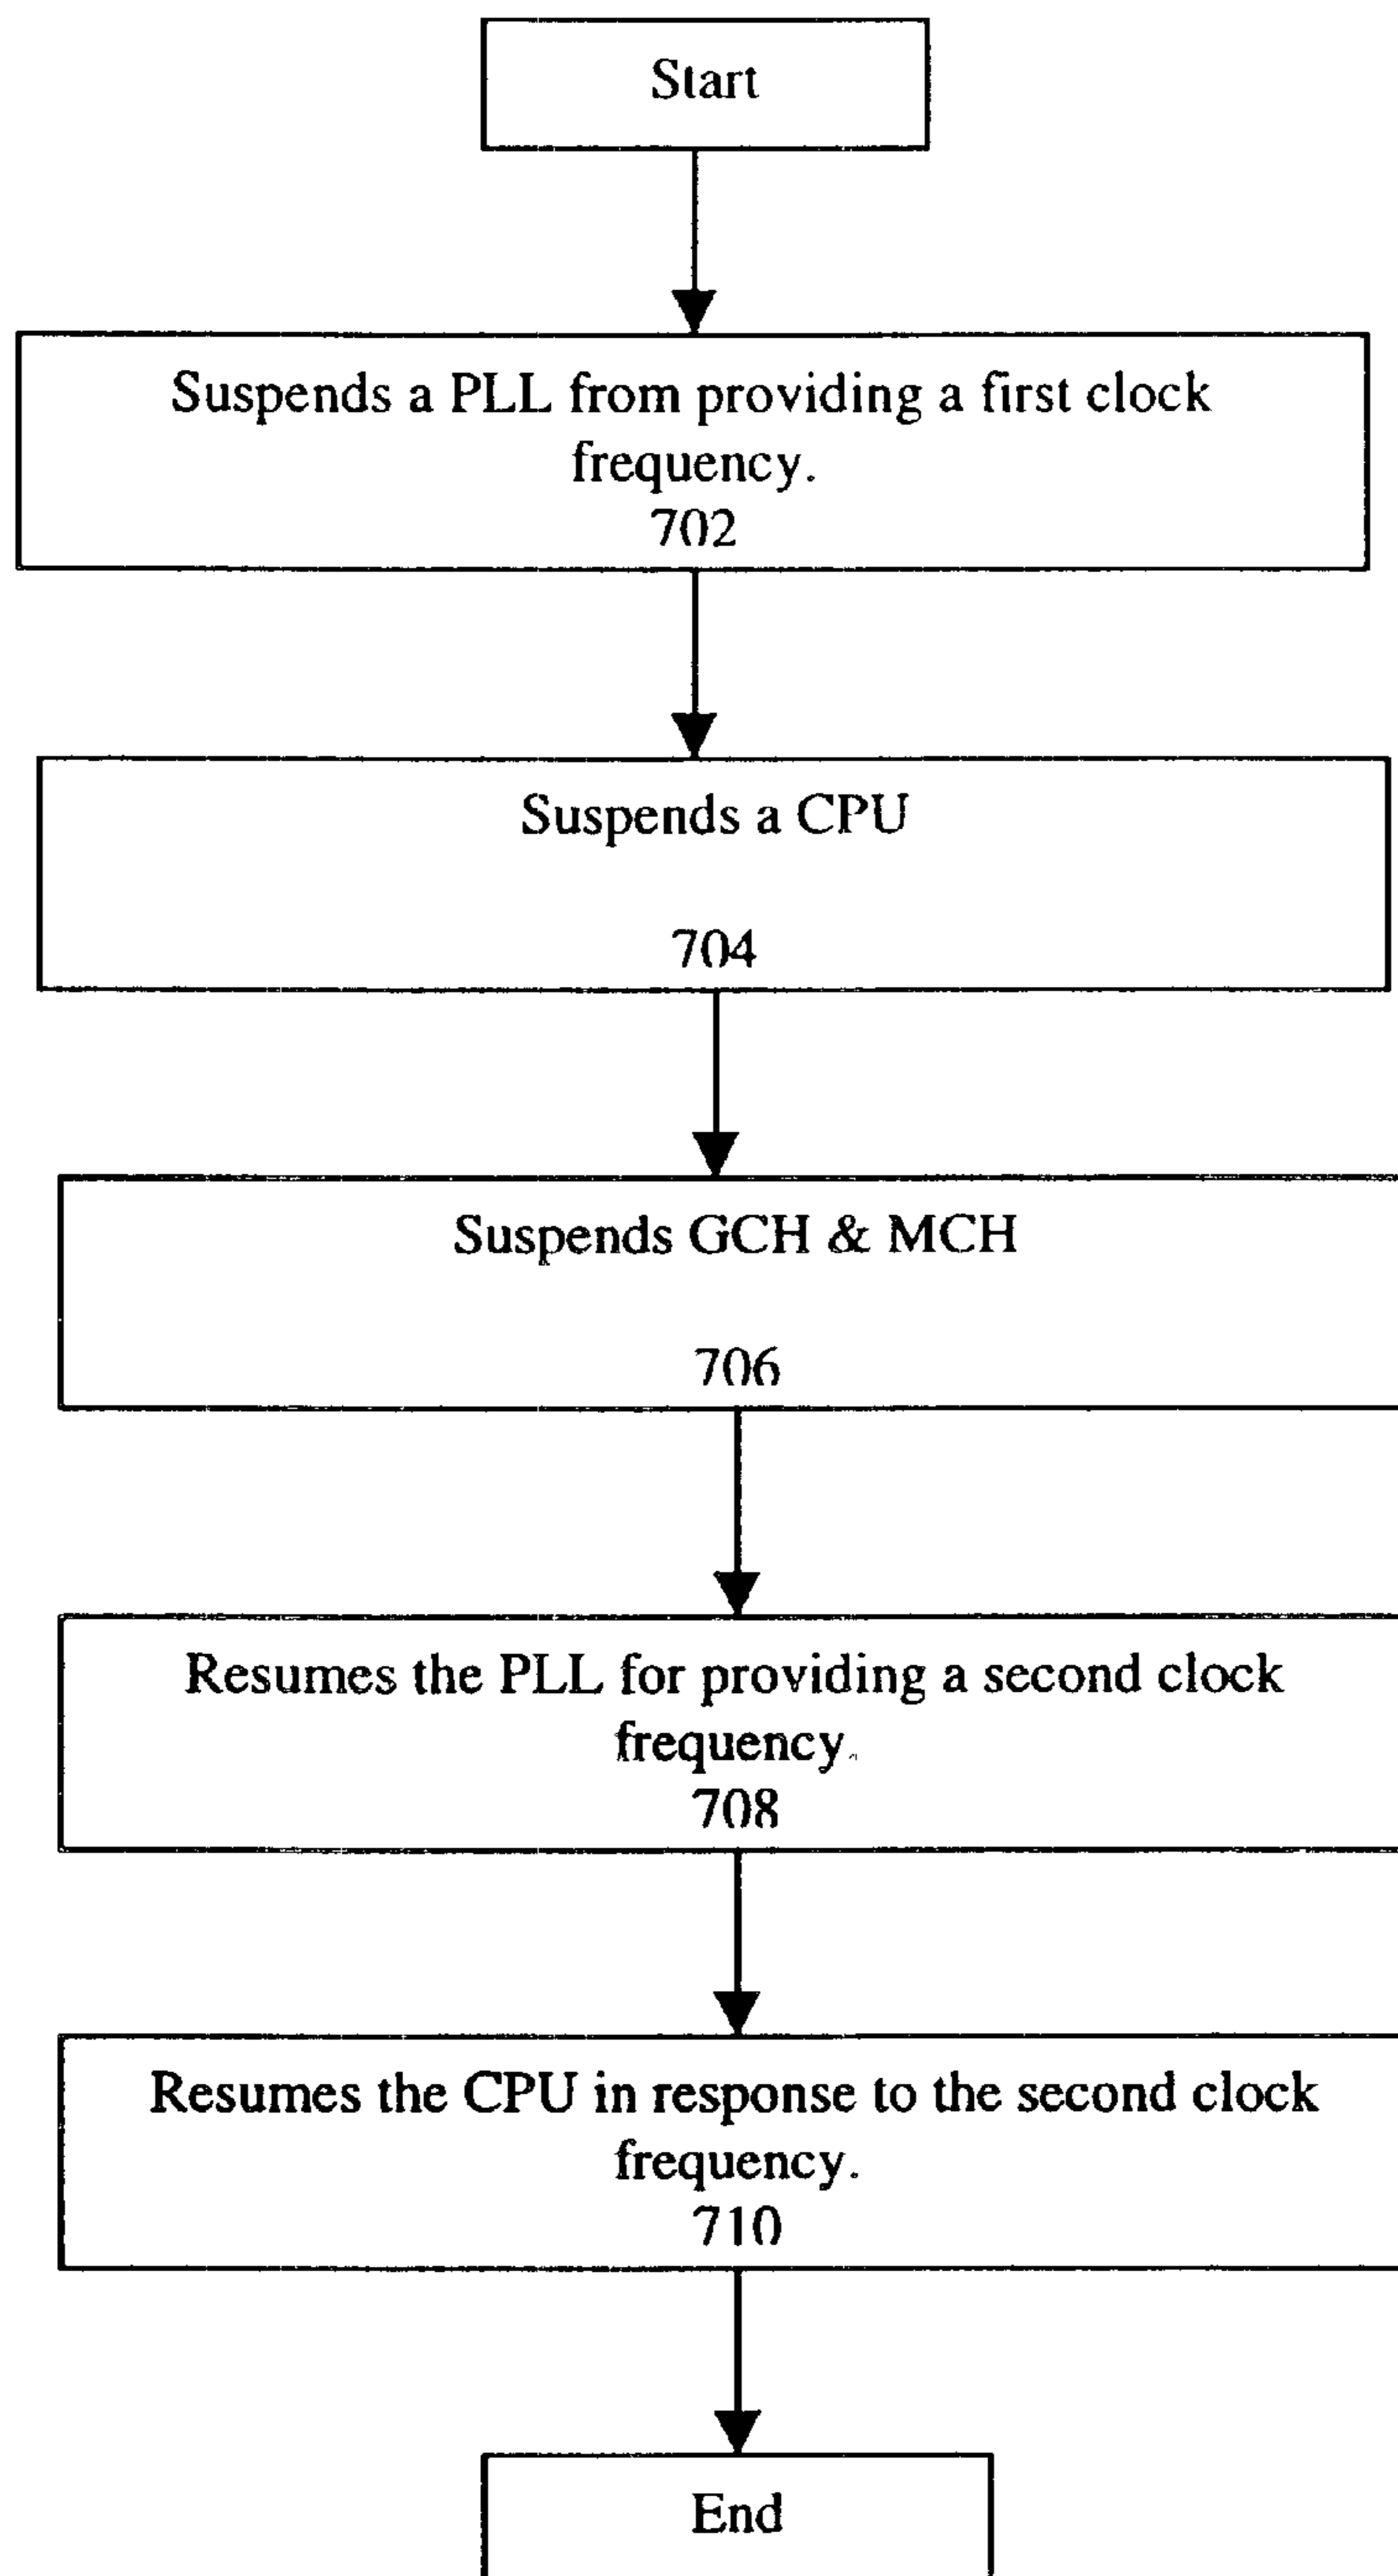 Start
Suspends a PLL from providing a first clock
frequency.
702
Suspends a CPU
704
Suspends GCH & MCH
706
Resumes the PLL for providing a second clock
frequency.
708
Resumes the CPU in response to the second clock
frequency.
710
End